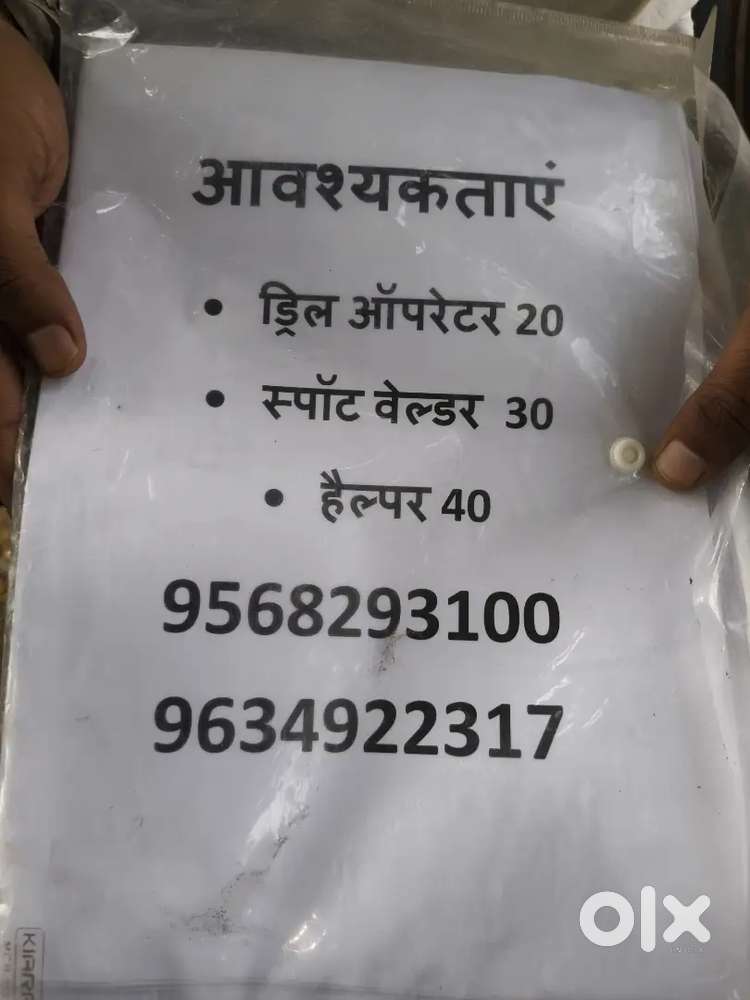 आवश्यकताएं
• ड्रिल ऑपरेटर 20
• स्पॉट वेल्डर 30
• हैल्पर 40
9568293100
9634922317
olx